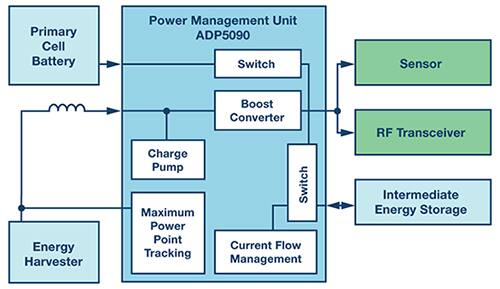 Primary
Cell
Battery
Power Management Unit
ADP5090
Switch
Sensor
Boost
Converter
RF Transceiver
Charge
Pump
Switch
Maximum
Power
Point
Tracking
Intermediate
Energy Storage
Energy
Harvester
Current Flow
Management